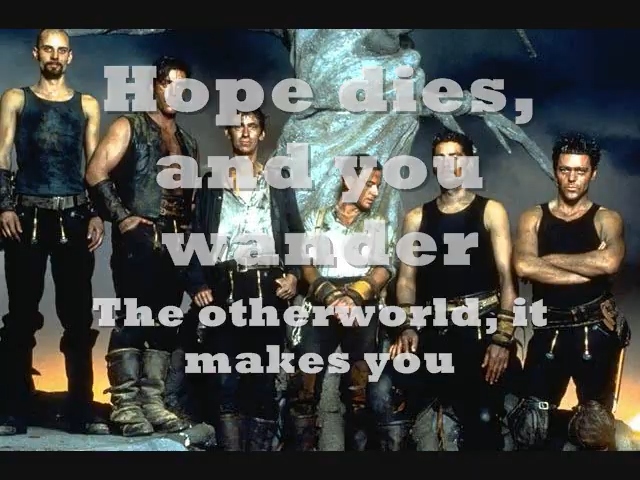 Hope dies,
and you
wander
The otherworld, it
makes you